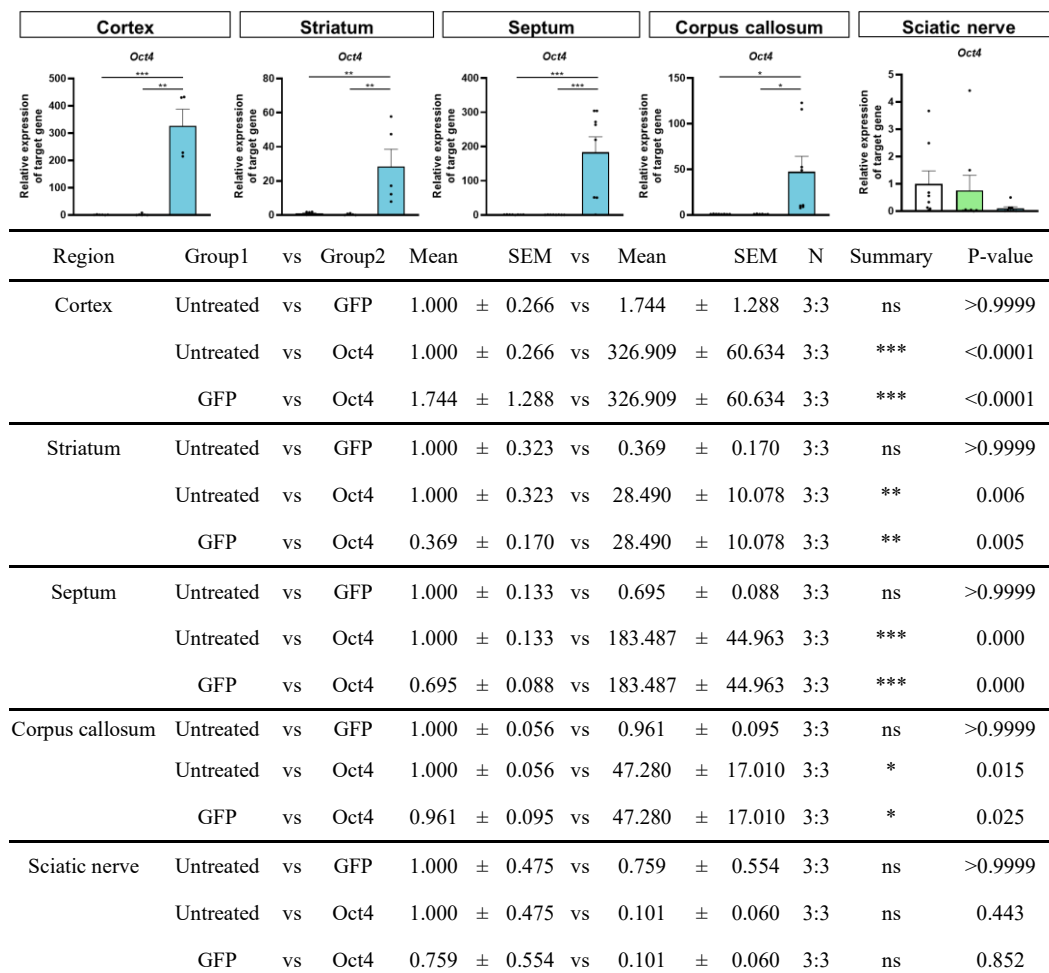 Cortex Striatum Septum Corpus callosum Sciatic nerve
Oct4 Oct4 Oct4 Oct4 Oct4
Relative expression of target gene
500
400
300
200
100
0
***
**
Relative expression of target gene
80
60
40
20
0
**
**
Relative expression of target gene
400
300
200
100
0
***
***
Relative expression of target gene
150
100
50
0
*
*
Relative expression of target gene
5
4
3
2
1
0
Region Group1 vs Group2 Mean SEM vs Mean SEM N Summary P-value
Cortex Untreated vs GFP 1.000 ± 0.266 vs 1.744 ± 1.288 3:3 ns >0.9999
Untreated vs Oct4 1.000 ± 0.266 vs 326.909 ± 60.634 3:3 *** <0.0001
GFP vs Oct4 1.744 ± 1.288 vs 326.909 ± 60.634 3:3 *** <0.0001
Striatum Untreated vs GFP 1.000 ± 0.323 vs 0.369 ± 0.170 3:3 ns >0.9999
Untreated vs Oct4 1.000 ± 0.323 vs 28.490 ± 10.078 3:3 ** 0.006
GFP vs Oct4 0.369 ± 0.170 vs 28.490 ± 10.078 3:3 ** 0.005
Septum Untreated vs GFP 1.000 ± 0.133 vs 0.695 ± 0.088 3:3 ns >0.9999
Untreated vs Oct4 1.000 ± 0.133 vs 183.487 ± 44.963 3:3 *** 0.000
GFP vs Oct4 0.695 ± 0.088 vs 183.487 ± 44.963 3:3 *** 0.000
Corpus callosum Untreated vs GFP 1.000 ± 0.056 vs 0.961 ± 0.095 3:3 ns >0.9999
Untreated vs Oct4 1.000 ± 0.056 vs 47.280 ± 17.010 3:3 * 0.015
GFP vs Oct4 0.961 ± 0.095 vs 47.280 ± 17.010 3:3 * 0.025
Sciatic nerve Untreated vs GFP 1.000 ± 0.475 vs 0.759 ± 0.554 3:3 ns >0.9999
Untreated vs Oct4 1.000 ± 0.475 vs 0.101 ± 0.060 3:3 ns 0.443
GFP vs Oct4 0.759 ± 0.554 vs 0.101 ± 0.060 3:3 ns 0.852